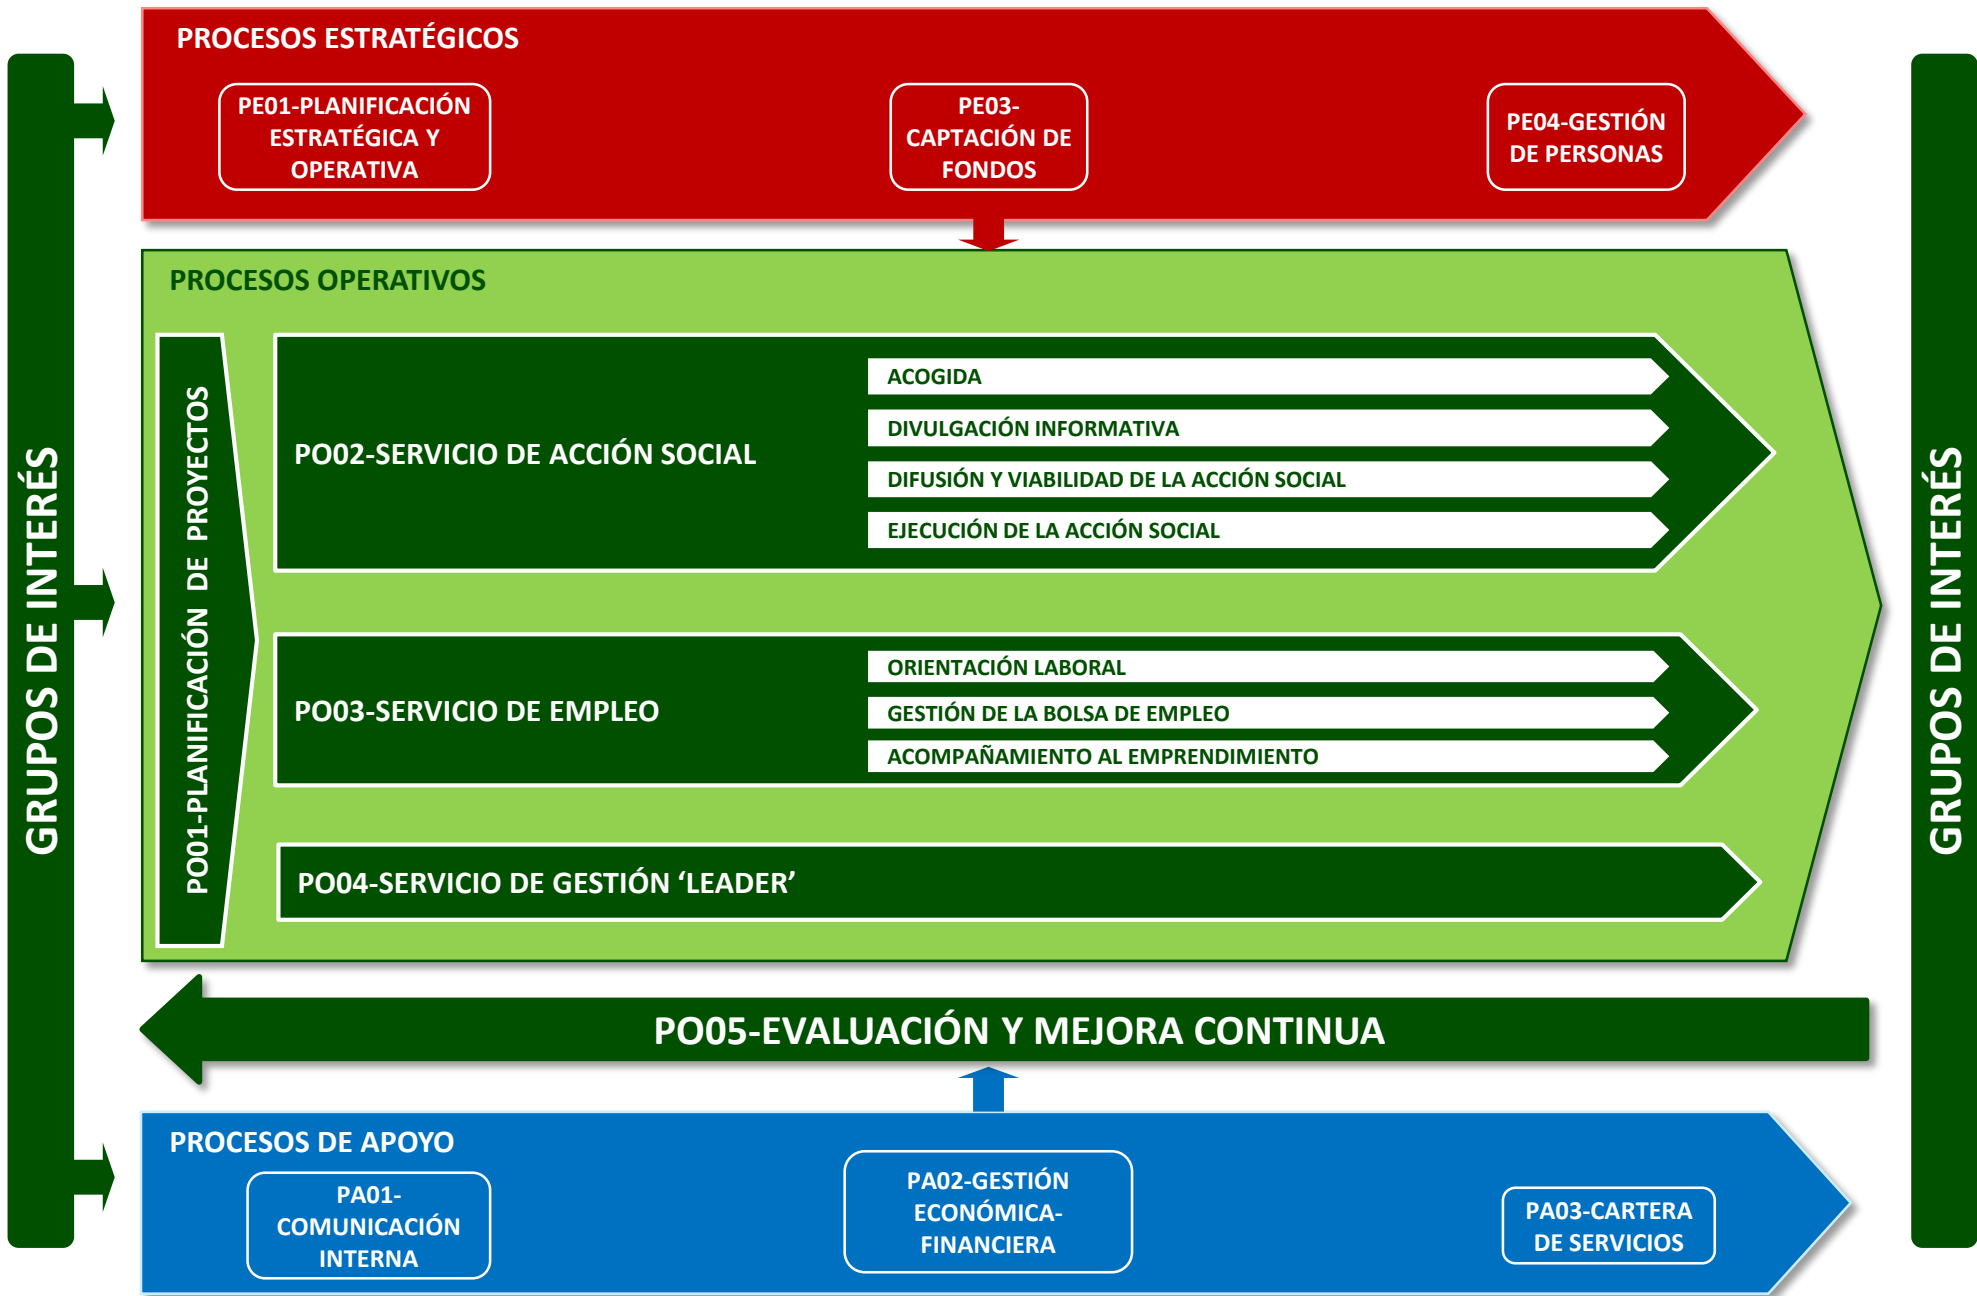 GRUPOS DE INTERÉS
PROCESOS ESTRATÉGICOS
PE01-PLANIFICACIÓN
ESTRATÉGICA Y
OPERATIVA
PE03-
CAPTACIÓN DE
FONDOS
PE04-GESTIÓN
DE PERSONAS
PROCESOS OPERATIVOS
PO01-PLANIFICACIÓN DE PROYECTOS
PO02-SERVICIO DE ACCIÓN SOCIAL
ACOGIDA
DIVULGACIÓN INFORMATIVA
DIFUSIÓN Y VIABILIDAD DE LA ACCIÓN SOCIAL
EJECUCIÓN DE LA ACCIÓN SOCIAL
PO03-SERVICIO DE EMPLEO
ORIENTACIÓN LABORAL
GESTIÓN DE LA BOLSA DE EMPLEO
ACOMPAÑAMIENTO AL EMPRENDIMIENTO
PO04-SERVICIO DE GESTIÓN ‘LEADER’
PO05-EVALUACIÓN Y MEJORA CONTINUA
PROCESOS DE APOYO
PA01-
COMUNICACIÓN
INTERNA
PA02-GESTIÓN
ECONÓMICA-
FINANCIERA
PA03-CARTERA
DE SERVICIOS
GRUPOS DE INTERÉS